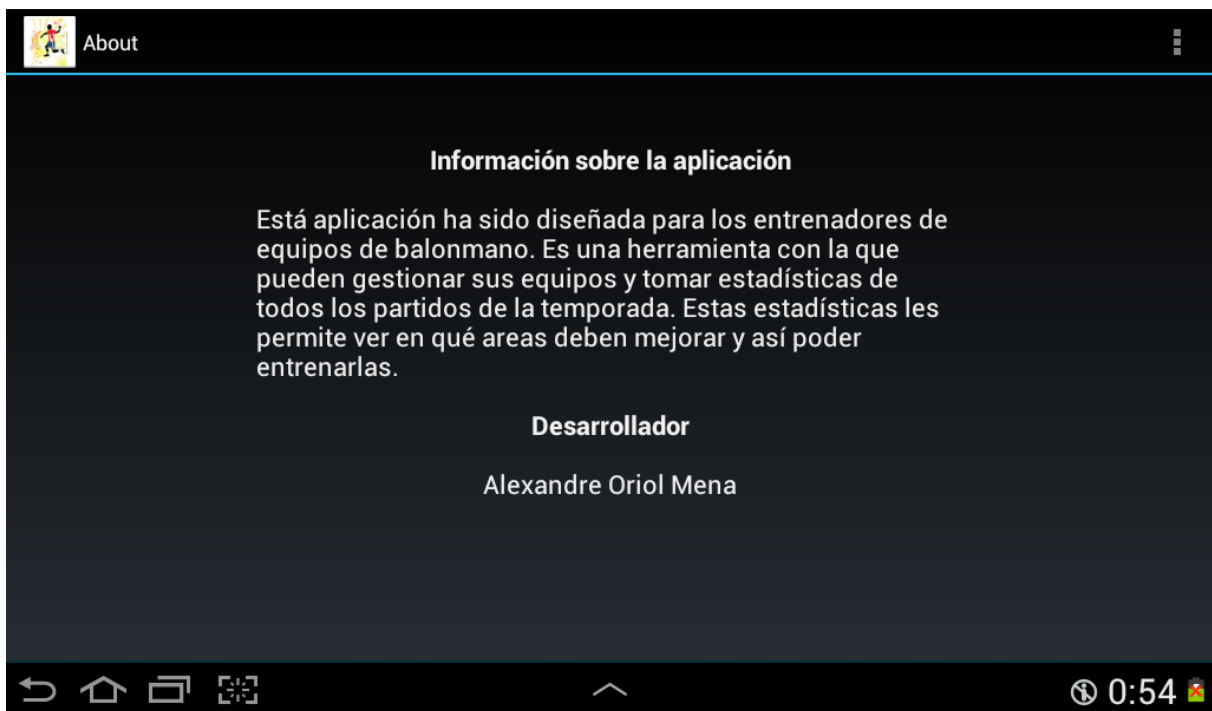 About
Información sobre la aplicación
Está aplicación ha sido diseñada para los entrenadores de
equipos de balonmano. Es una herramienta con la que
pueden gestionar sus equipos y tomar estadísticas de
todos los partidos de la temporada. Estas estadísticas les
permite ver en qué areas deben mejorar y así poder
entrenarlas.
Desarrollador
Alexandre Oriol Mena
0:54